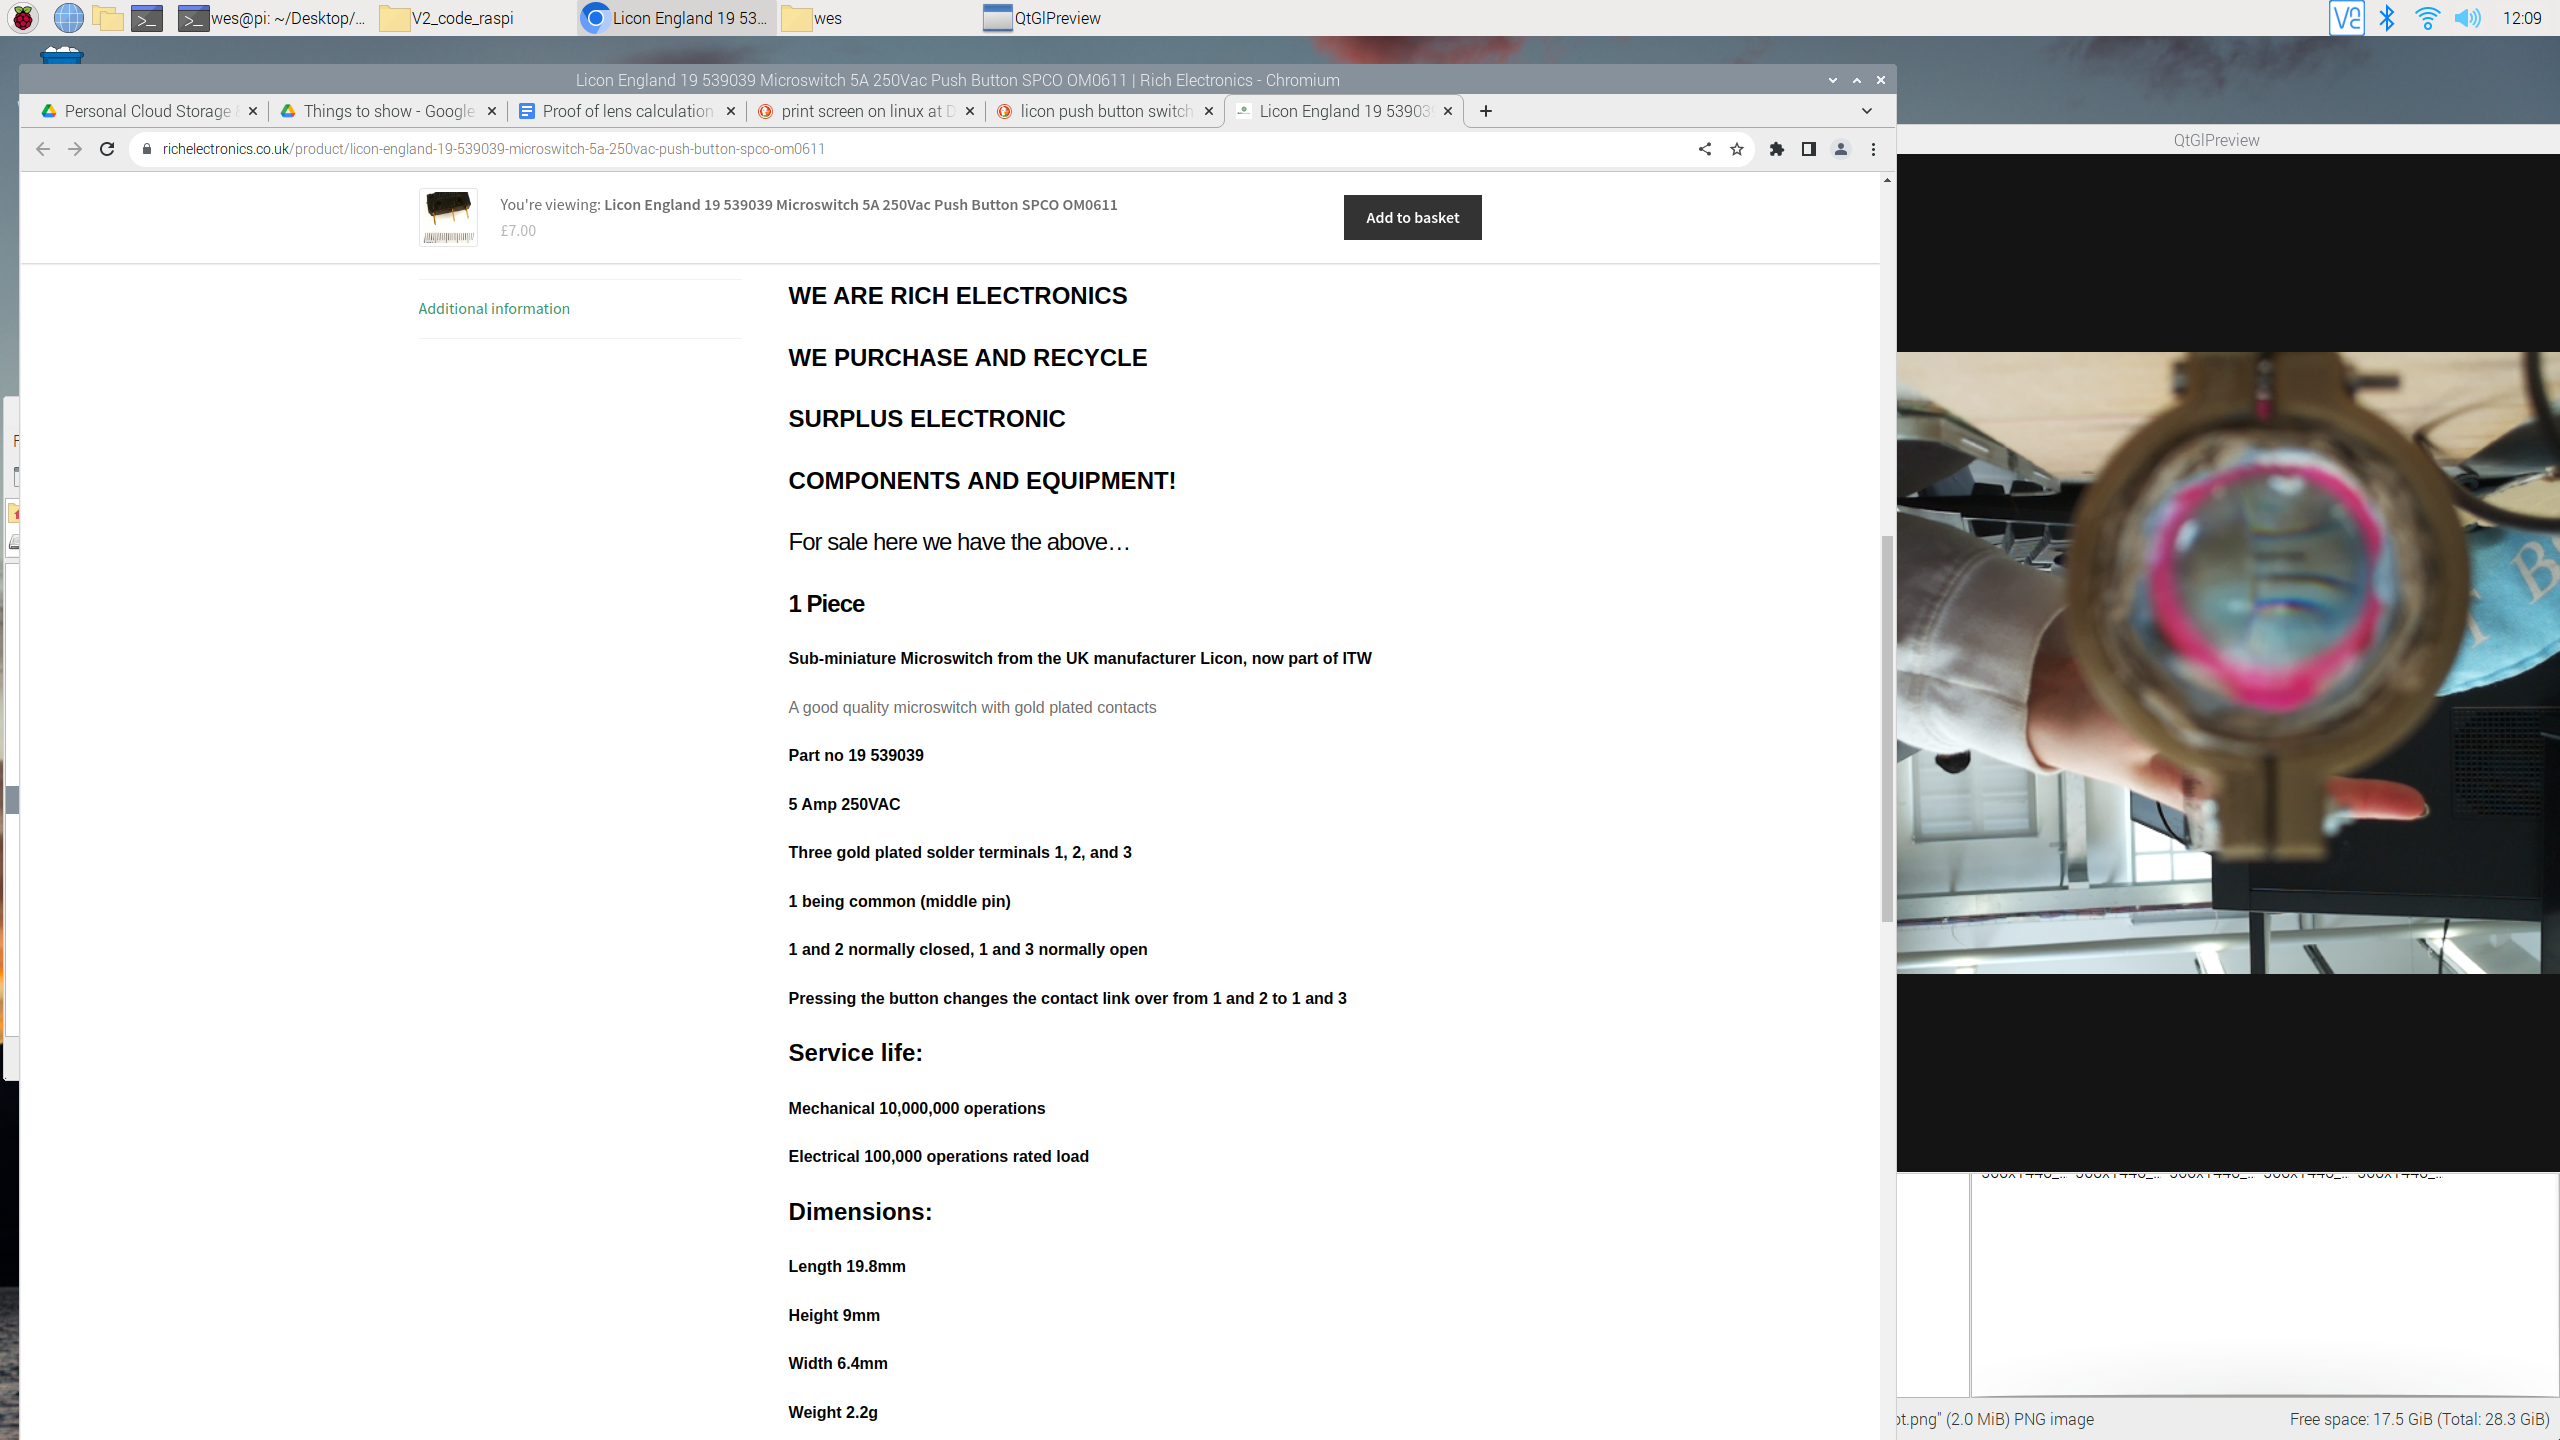 wes@pi: ~/Desktop/...
V2_code_raspi
Licon England 19 53...
wes
QtGlPreview
12:09
Licon England 19 539039 Microswitch 5A 250Vac Push Button SPCO OM0611 | Rich Electronics - Chromium
Personal Cloud Storage
Things to show - Google
Proof of lens calculation
print screen on linux at D
licon push button switch
Licon England 19 539039
richelectronics.co.uk/product/licon-england-19-539039-microswitch-5a-250vac-push-button-spco-om0611
QtGlPreview
You're viewing: Licon England 19 539039 Microswitch 5A 250Vac Push Button SPCO OM0611
£7.00
Add to basket
Additional information
WE ARE RICH ELECTRONICS
WE PURCHASE AND RECYCLE
SURPLUS ELECTRONIC
COMPONENTS AND EQUIPMENT!
For sale here we have the above…
1 Piece
Sub-miniature Microswitch from the UK manufacturer Licon, now part of ITW
A good quality microswitch with gold plated contacts
Part no 19 539039
5 Amp 250VAC
Three gold plated solder terminals 1, 2, and 3
1 being common (middle pin)
1 and 2 normally closed, 1 and 3 normally open
Pressing the button changes the contact link over from 1 and 2 to 1 and 3
Service life:
Mechanical 10,000,000 operations
Electrical 100,000 operations rated load
Dimensions:
Length 19.8mm
Height 9mm
Width 6.4mm
Weight 2.2g
ot.png" (2.0 MiB) PNG image
Free space: 17.5 GiB (Total: 28.3 GiB)